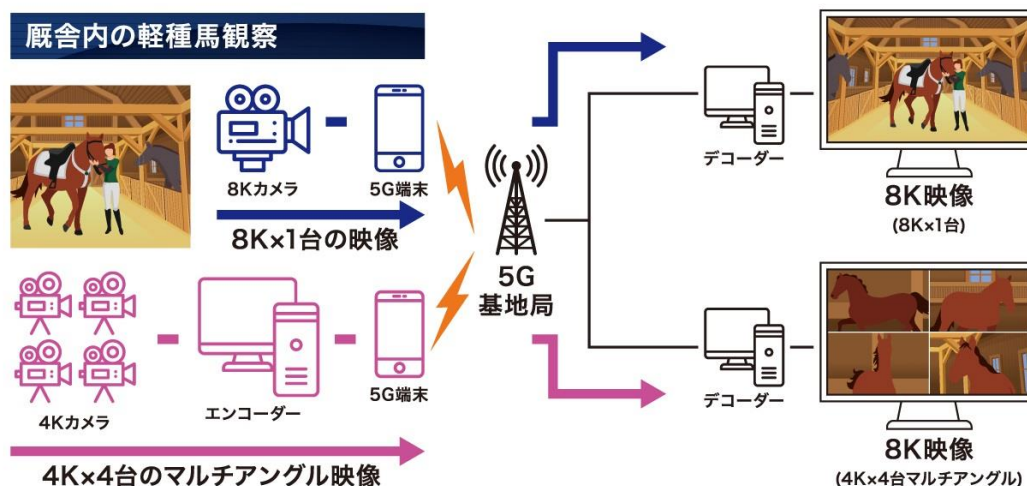 厩舎内の軽種馬観察
8Kカメラ
5G端末
8K×1台の映像
4Kカメラ
エンコーダー
5G端末
4K×4台のマルチアングル映像
5G
基地局
デコーダー
8K映像
(8K×1台)
デコーダー
8K映像
(4K×4台マルチアングル)